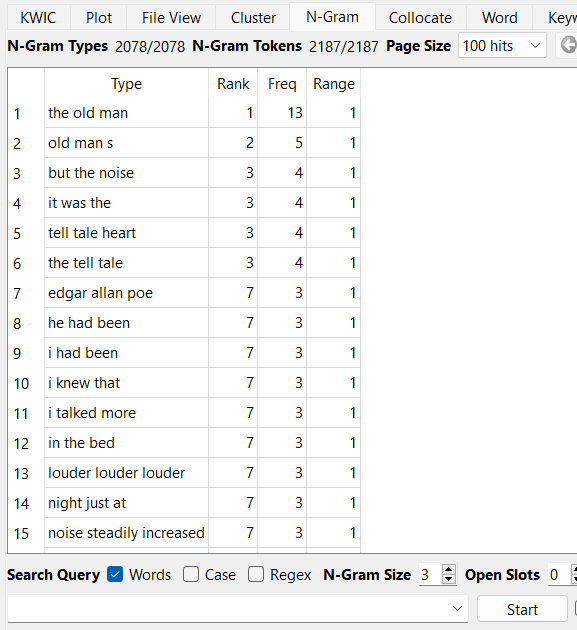 KWIC Plot File View Cluster N-Gram Collocate Word Keyw
N-Gram Types 2078/2078 N-Gram Tokens 2187/2187 Page Size 100 hits
Type Rank Freq Range
1 the old man 1 13 1
2 old man s 2 5 1
3 but the noise 3 4 1
4 it was the 3 4 1
5 tell tale heart 3 4 1
6 the tell tale 3 4 1
7 edgar allan poe 7 3 1
8 he had been 7 3 1
9 i had been 7 3 1
10 i knew that 7 3 1
11 i talked more 7 3 1
12 in the bed 7 3 1
13 louder louder louder 7 3 1
14 night just at 7 3 1
15 noise steadily increased 7 3 1
Search Query Words Case Regex N-Gram Size 3 Open Slots 0
Start